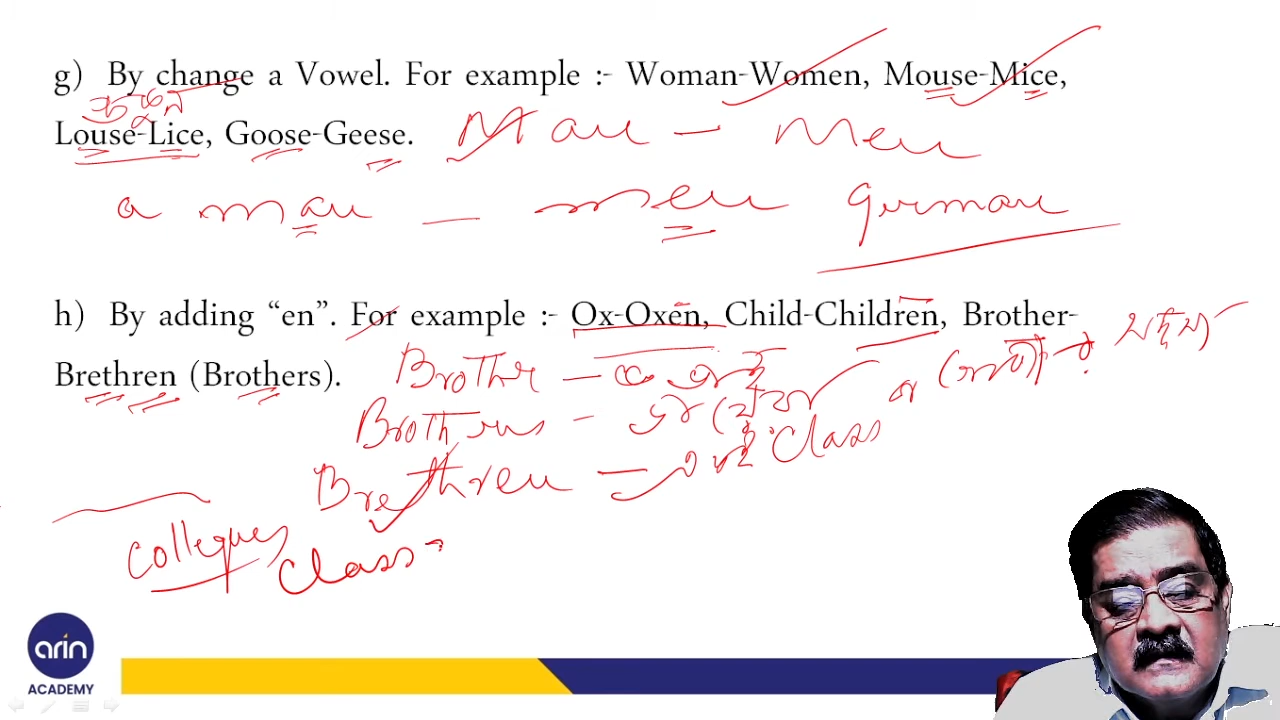 g) By change a Vowel. For example :- Woman-Women, Mouse-Mice,
Louse-Lice, Goose-Geese. Man - Men
a man - men German
h) By adding “en”. For example :- Ox-Oxen, Child-Children, Brother-
Brethren (Brothers).
Brother -
Brothers -
Brethren - Class
Colleques
Class
arin
ACADEMY